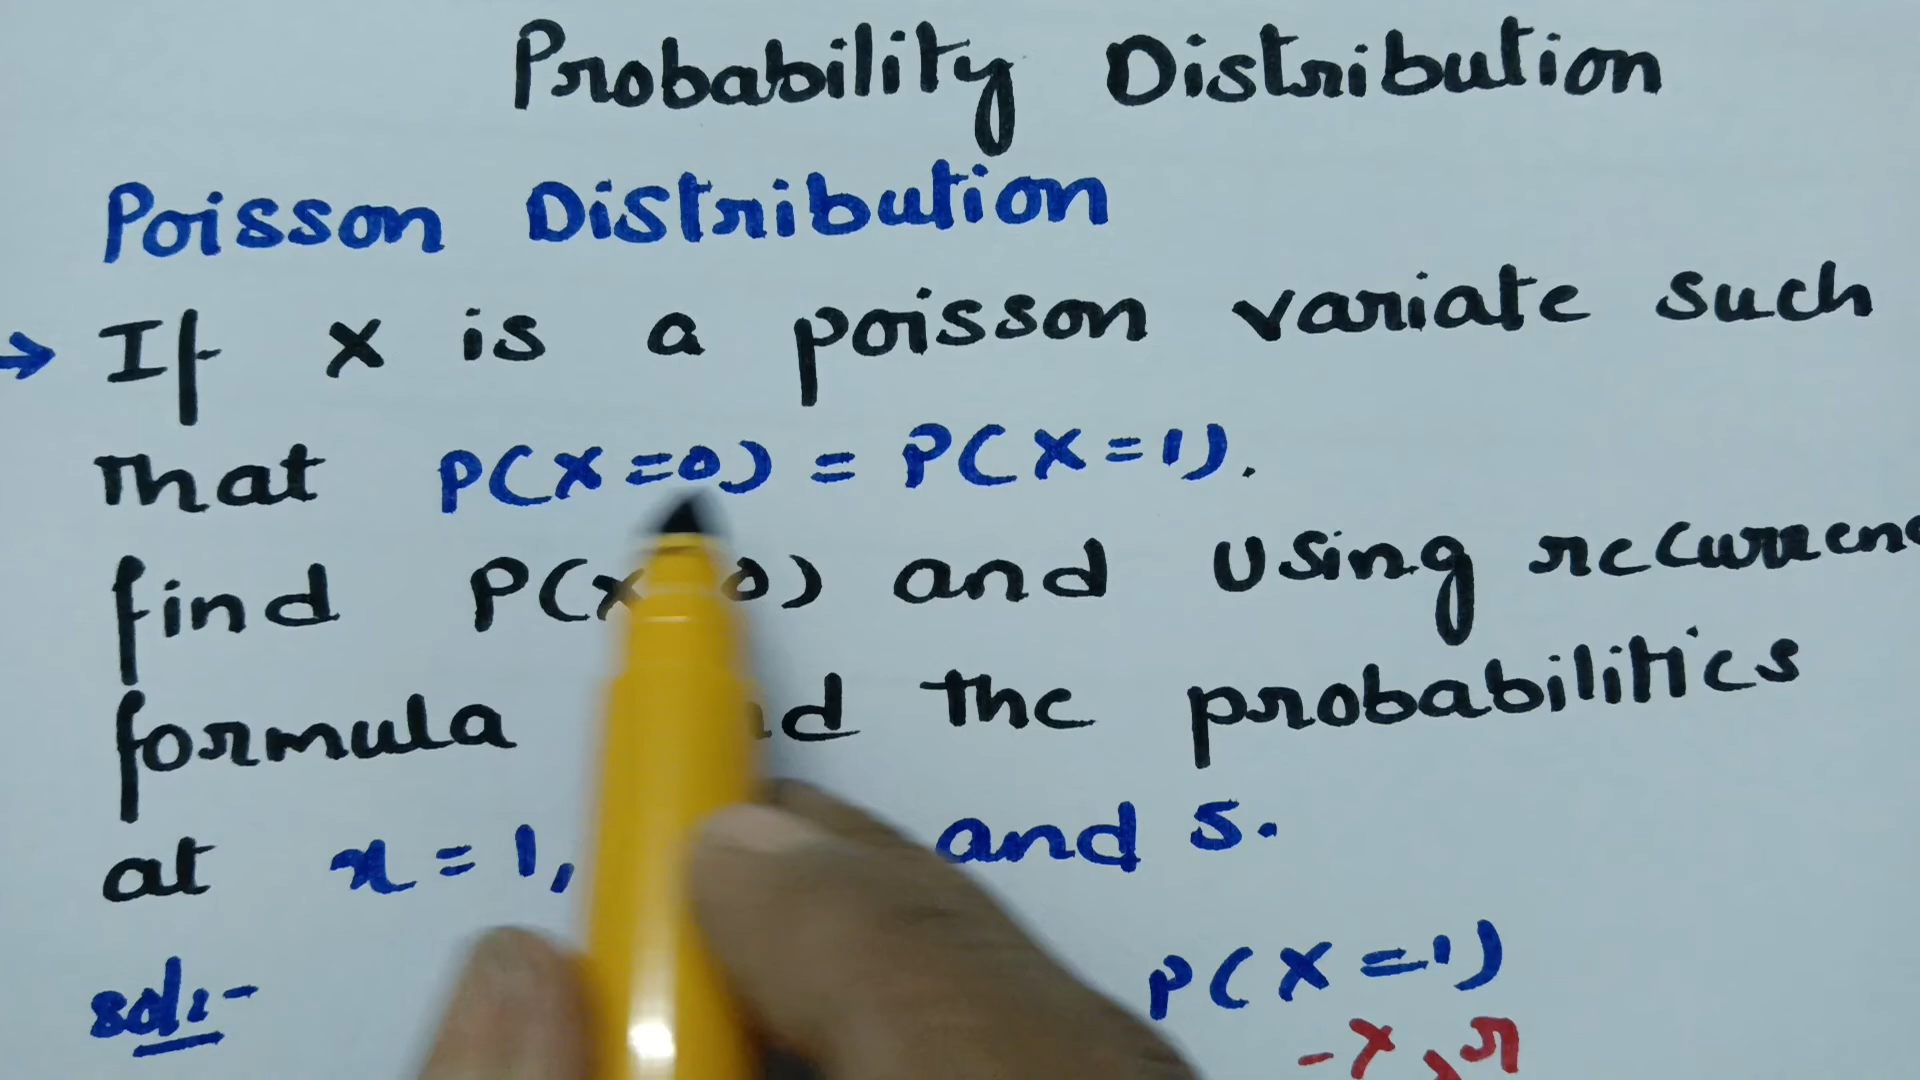 Probability Distribution
Poisson Distribution
→ If X is a poisson variate such
that P(X=0) = P(X=1).
find and using
formula the probabilities
at x = 1, and 5.
sol:-
P(X=1)